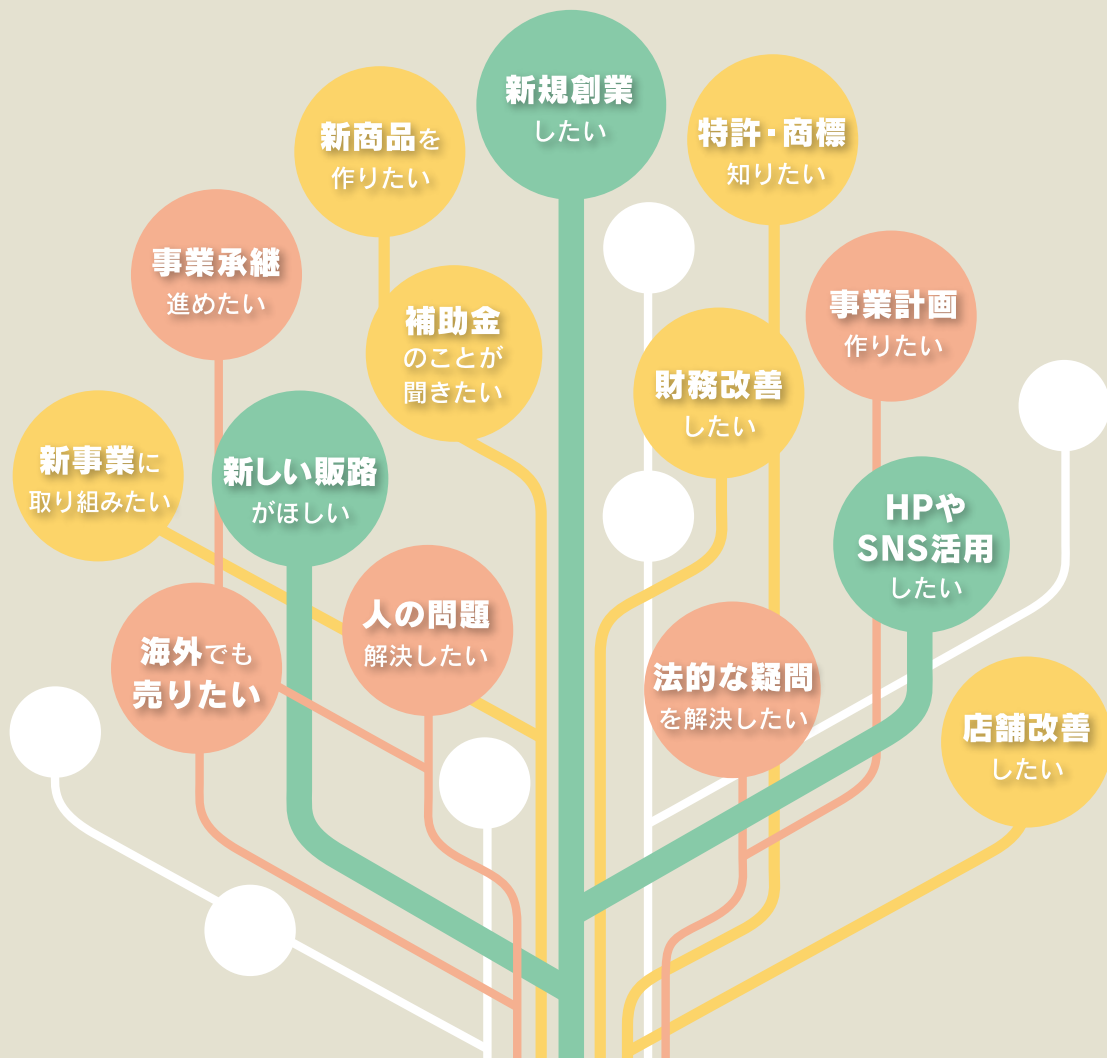 新規創業
したい
新商品を
作りたい
特許・商標
知りたい
事業承継
進めたい
補助金
のことが
聞きたい
事業計画
作りたい
財務改善
したい
新事業に
取り組みたい
新しい販路
がほしい
HPや
SNS活用
したい
人の問題
解決したい
海外でも
売りたい
法的な疑問
を解決したい
店舗改善
したい